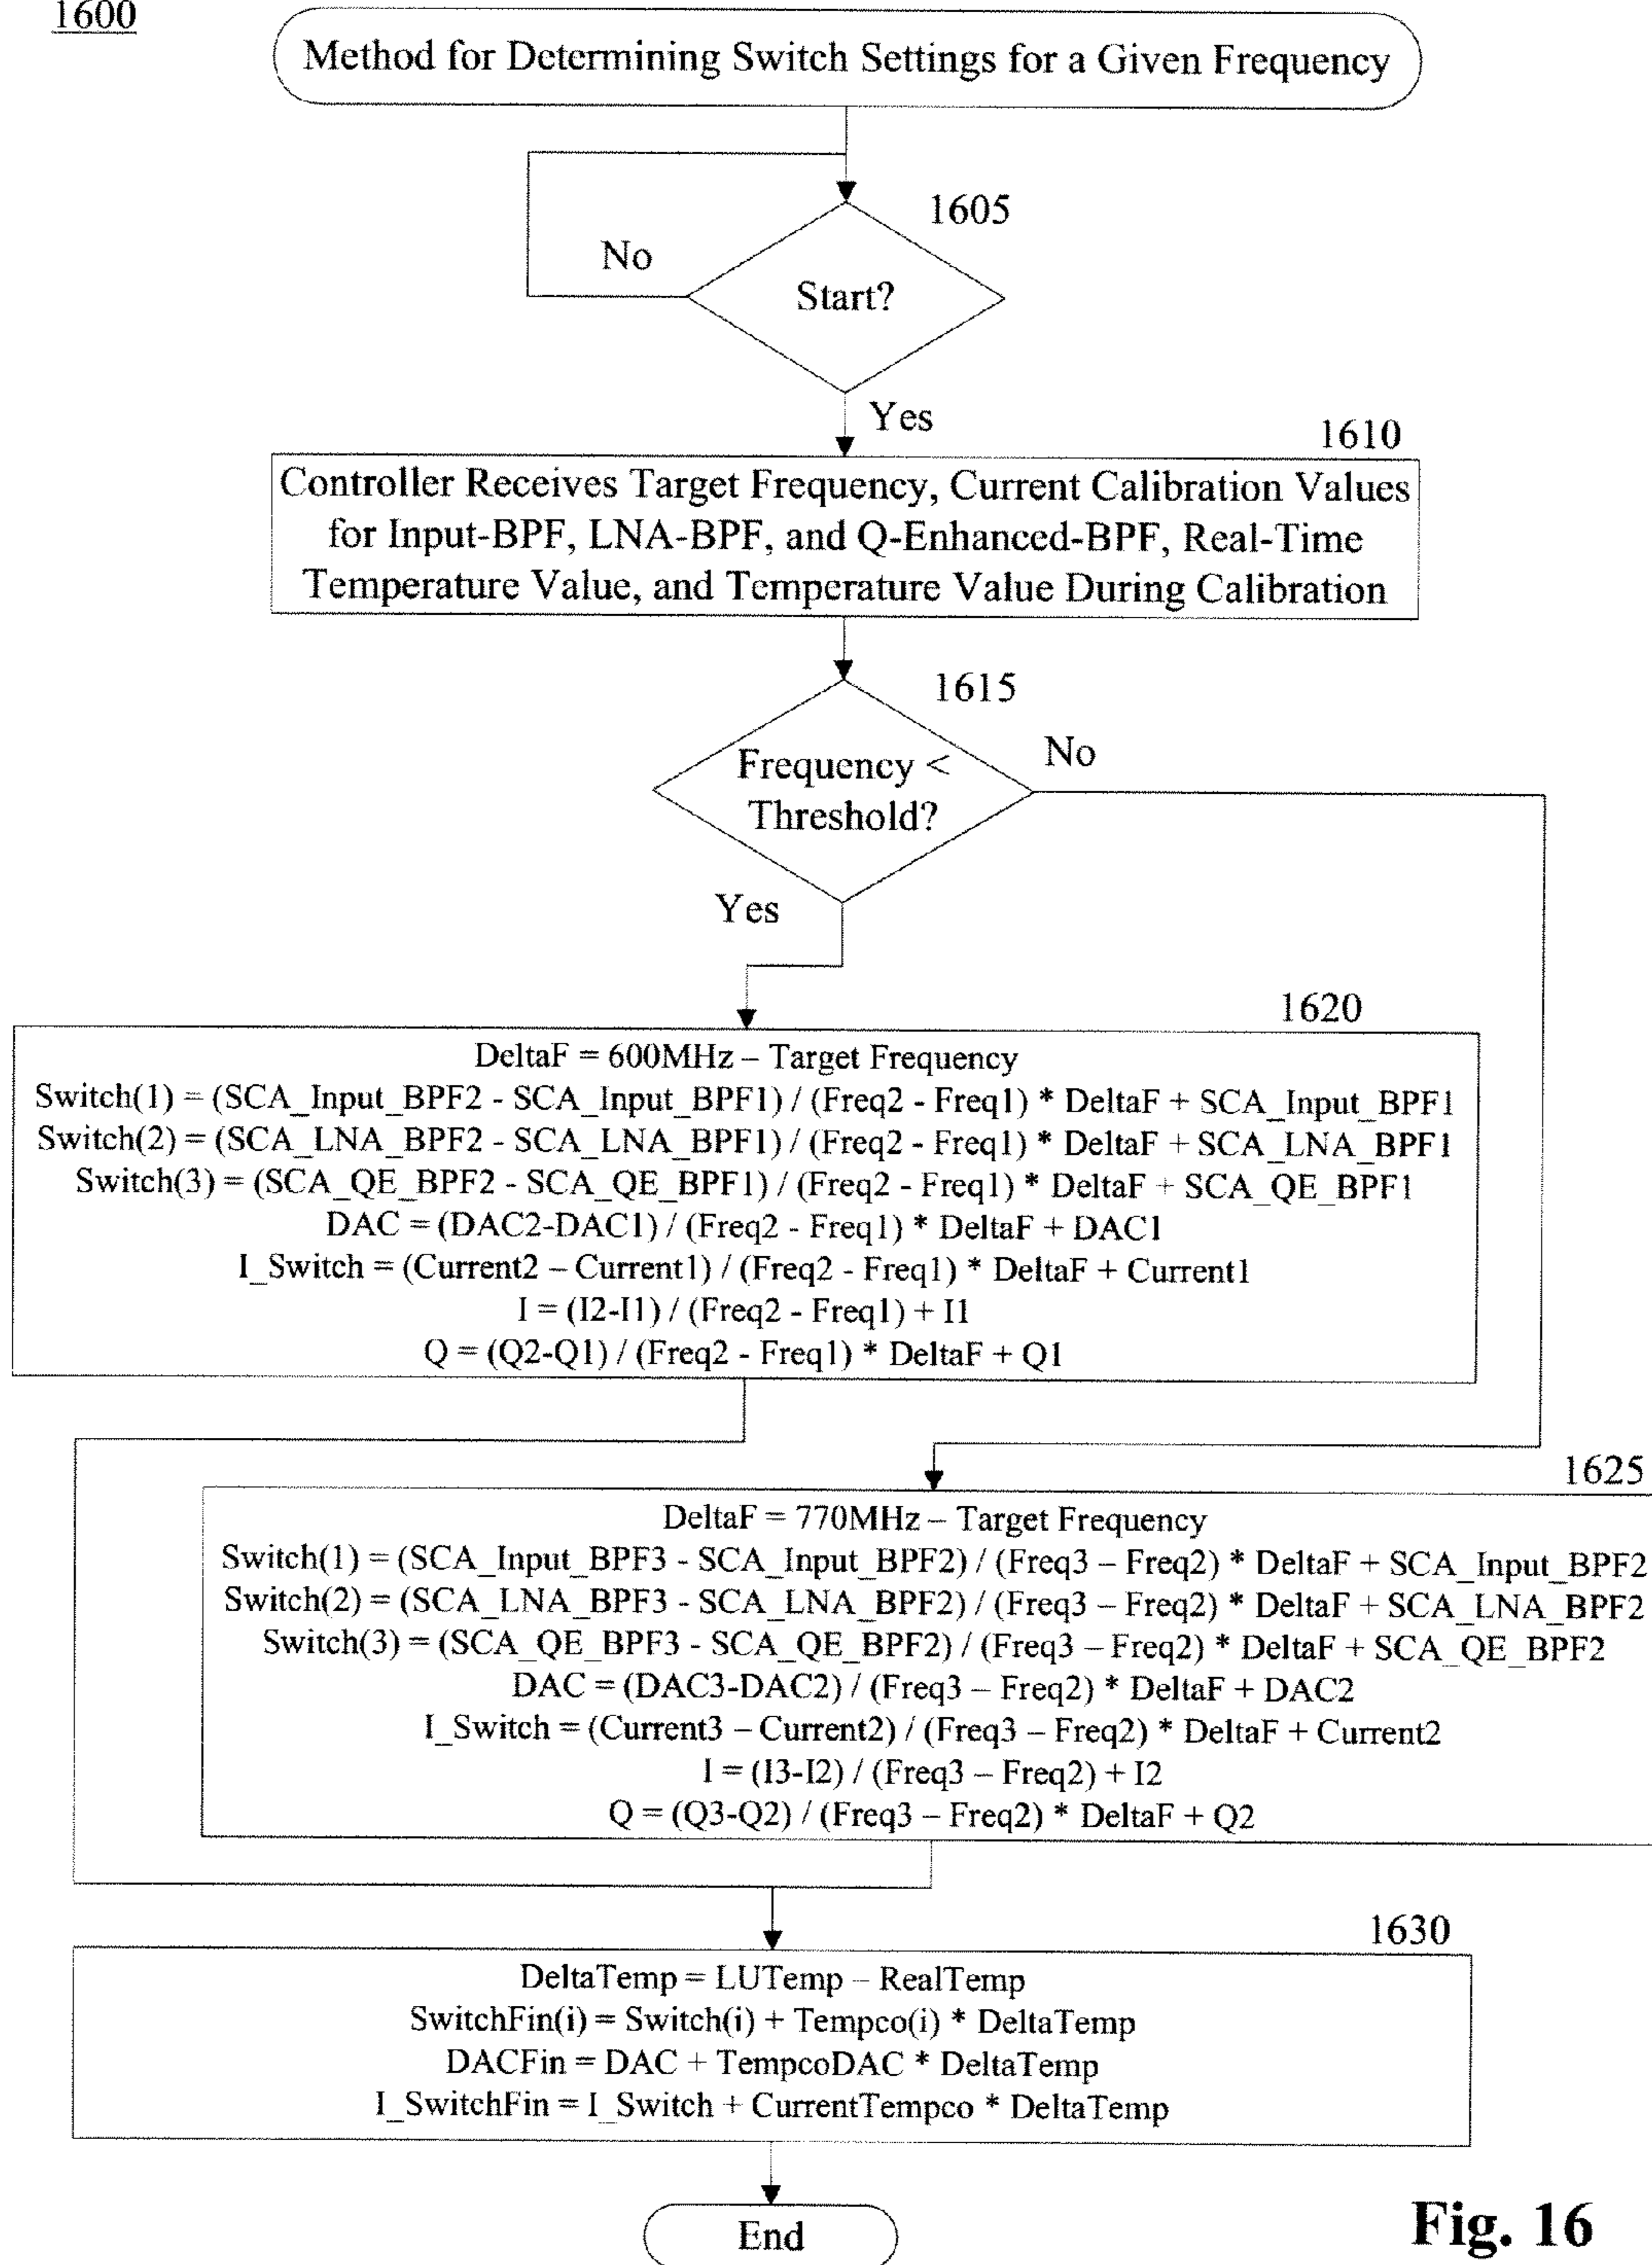 1600
Method for Determining Switch Settings for a Given Frequency
1605
No
Start?
Yes
1610
Controller Receives Target Frequency, Current Calibration Values
for Input-BPF, LNA-BPF, and Q-Enhanced-BPF, Real-Time
Temperature Value, and Temperature Value During Calibration
1615
Frequency <
Threshold?
No
Yes
1620
DeltaF = 600MHz – Target Frequency
Switch(1) = (SCA_Input_BPF2 - SCA_Input_BPF1) / (Freq2 - Freq1) * DeltaF + SCA_Input_BPF1
Switch(2) = (SCA_LNA_BPF2 - SCA_LNA_BPF1) / (Freq2 - Freq1) * DeltaF + SCA_LNA_BPF1
Switch(3) = (SCA_QE_BPF2 - SCA_QE_BPF1) / (Freq2 - Freq1) * DeltaF + SCA_QE_BPF1
DAC = (DAC2-DAC1) / (Freq2 - Freq1) * DeltaF + DAC1
I_Switch = (Current2 – Current1) / (Freq2 - Freq1) * DeltaF + Current1
I = (I2-I1) / (Freq2 - Freq1) + I1
Q = (Q2-Q1) / (Freq2 - Freq1) * DeltaF + Q1
1625
DeltaF = 770MHz – Target Frequency
Switch(1) = (SCA_Input_BPF3 - SCA_Input_BPF2) / (Freq3 – Freq2) * DeltaF + SCA_Input_BPF2
Switch(2) = (SCA_LNA_BPF3 - SCA_LNA_BPF2) / (Freq3 – Freq2) * DeltaF + SCA_LNA_BPF2
Switch(3) = (SCA_QE_BPF3 - SCA_QE_BPF2) / (Freq3 – Freq2) * DeltaF + SCA_QE_BPF2
DAC = (DAC3-DAC2) / (Freq3 – Freq2) * DeltaF + DAC2
I_Switch = (Current3 – Current2) / (Freq3 – Freq2) * DeltaF + Current2
I = (I3-I2) / (Freq3 – Freq2) + I2
Q = (Q3-Q2) / (Freq3 – Freq2) * DeltaF + Q2
1630
DeltaTemp = LUTemp – RealTemp
SwitchFin(i) = Switch(i) + Tempco(i) * DeltaTemp
DACFin = DAC + TempcoDAC * DeltaTemp
I_SwitchFin = I_Switch + CurrentTempco * DeltaTemp
End
Fig. 16